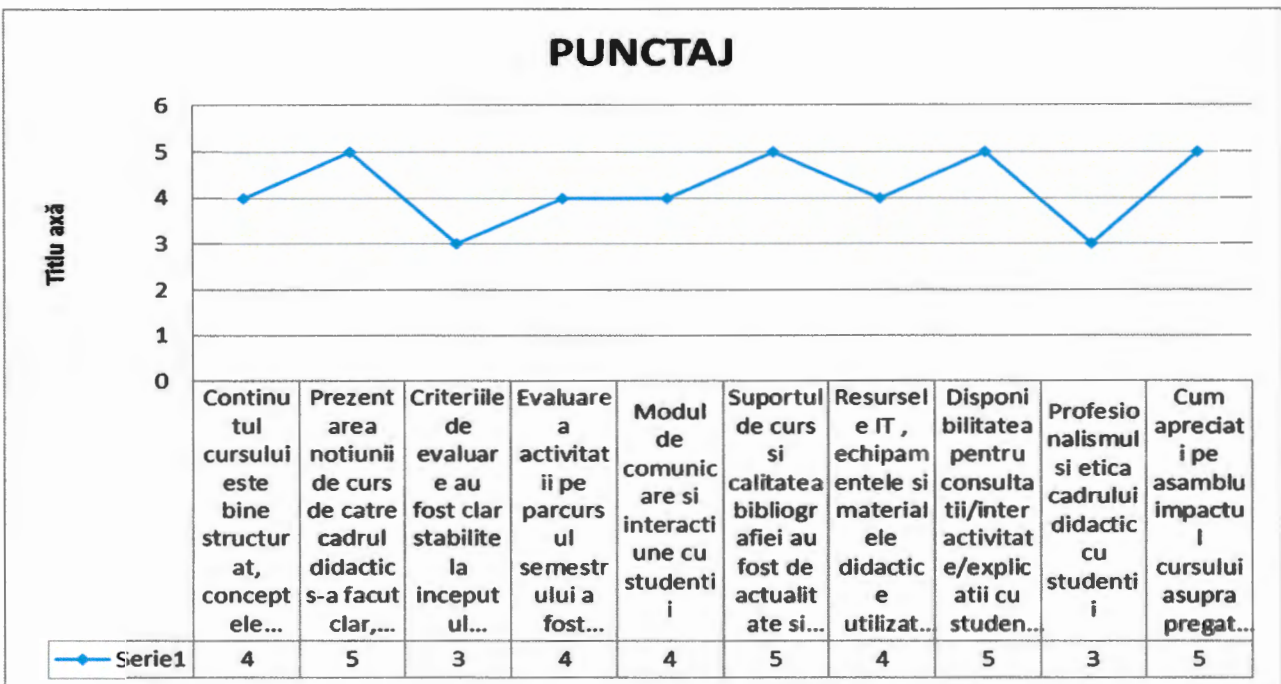 PUNCTAJ
Titlu axă
6
5
4
3
2
1
0
Continu
tul
cursului
este
bine
structur
at,
concept
ele...
Prezent
area
notiunii
de curs
de catre
cadrul
didactic
s-a facut
clar,...
Criteriile
de
evaluar
e au
fost clar
stabilite
la
incept
ul...
Evaluare
a
activitat
ii pe
parcurs
ul
semestr
ului a
fost...
Modul
de
comunic
are si
interacti
une cu
studenti
i
Suportul
de curs
si
calitatea
bibliogr
afiei au
fost de
actualit
ate si...
Resursel
e IT ,
echipam
entele si
material
ele
didactic
e
utilizat...
Disponi
bilitatea
pentru
consulta
tii/inter
activitat
e/explic
atii cu
studen...
Profesio
nalismul
si etica
cadrului
didactic
cu
studenti
i
Cum
apreciat
i pe
asamblu
impactu
l
cursului
asupra
pregat...
Serie1 4 5 3 4 4 5 4 5 3 5